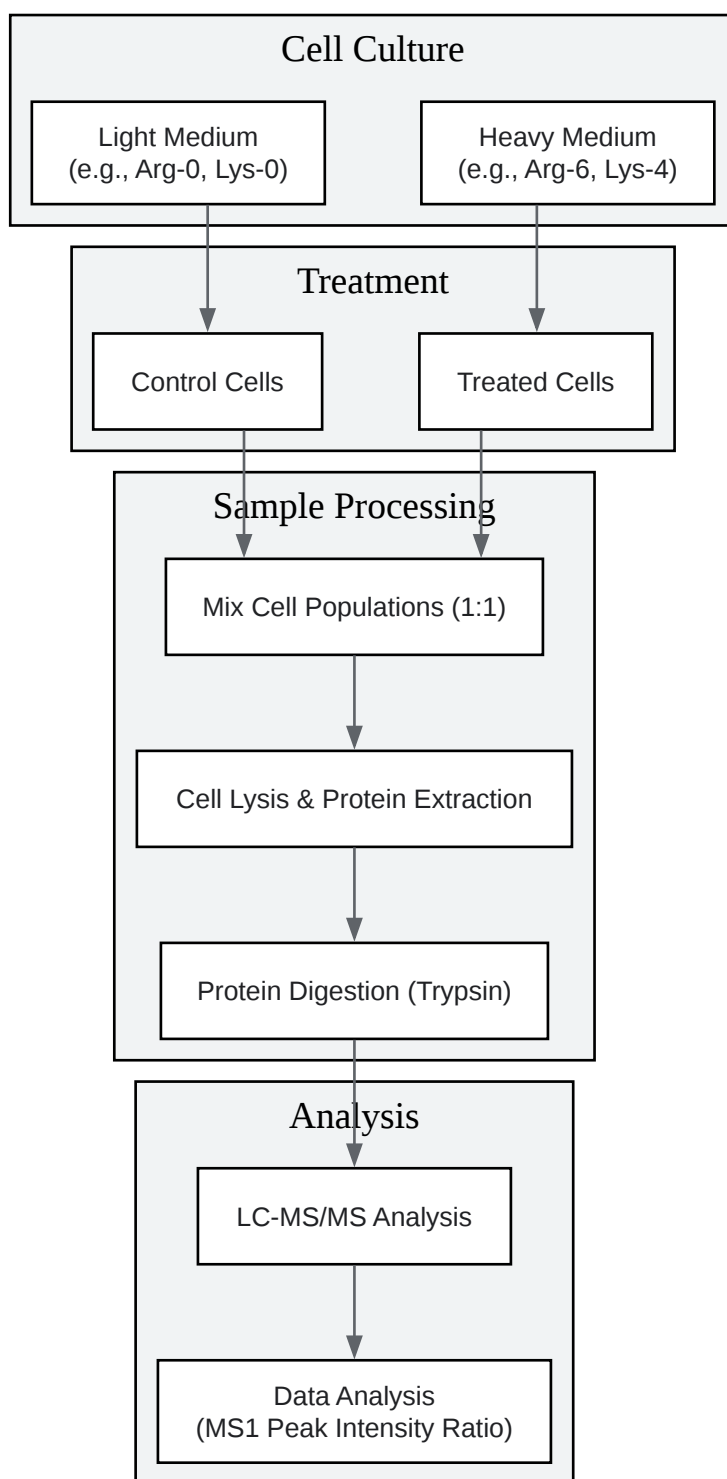 Cell Culture
Light Medium
(e.g., Arg-0, Lys-0)
Heavy Medium
(e.g., Arg-6, Lys-4)
Treatment
Control Cells
Treated Cells
Sample Processing
Mix Cell Populations (1:1)
Cell Lysis & Protein Extraction
Protein Digestion (Trypsin)
Analysis
LC-MS/MS Analysis
Data Analysis
(MS1 Peak Intensity Ratio)